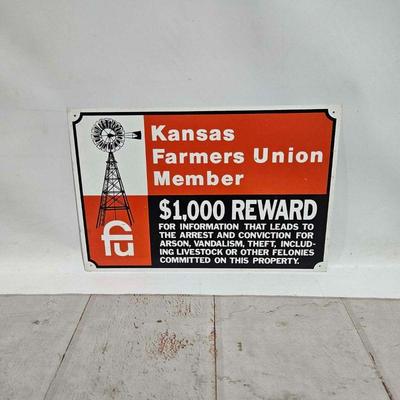 Kansas
Farmers Union
Member
$1,000 REWARD
FOR INFORMATION THAT LEADS TO
THE ARREST AND CONVICTION FOR
ARSON, VANDALISM, THEFT, INCLUD-
ING LIVESTOCK OR OTHER FELONIES
COMMITTED ON THIS PROPERTY.
fu